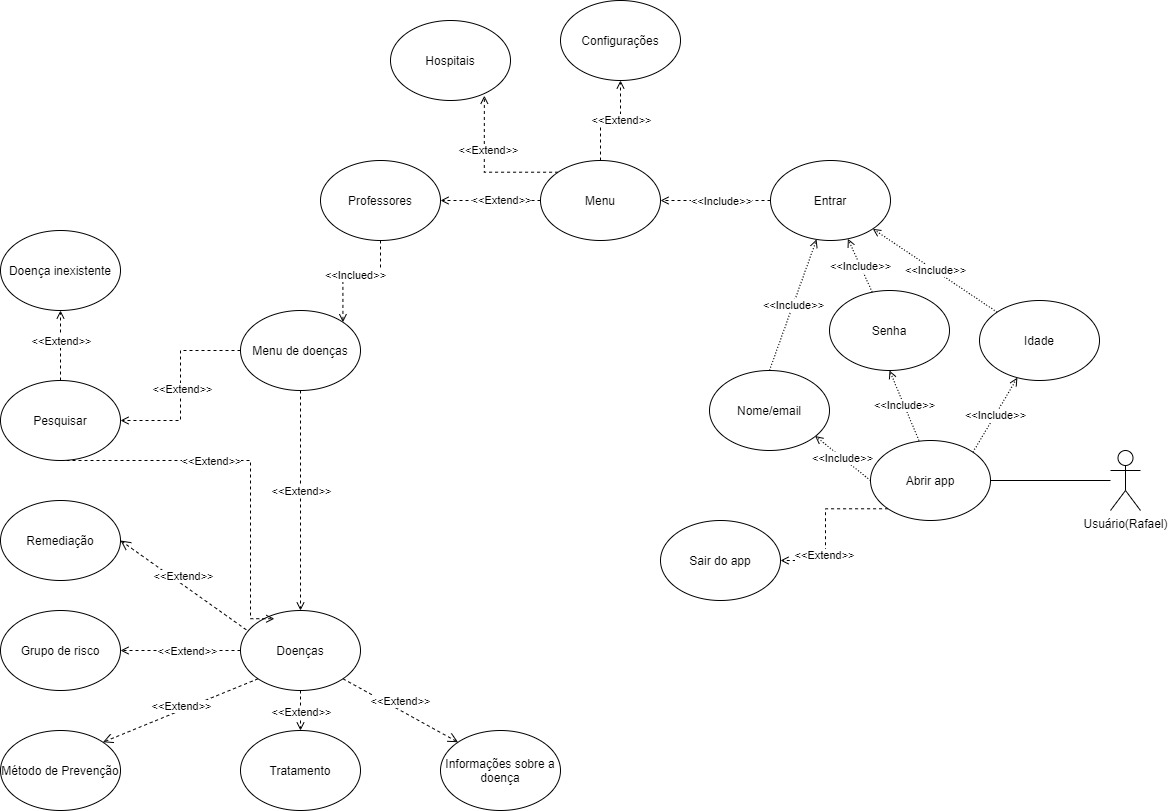 Configurações
Hospitais
<<Extend>>
<<Extend>>
Professores
<<Extend>>
Menu
<<Include>>
Entrar
Doença inexistente
<<Inclued>>
<<Include>>
<<Include>>
<<Include>>
Senha
Idade
<<Extend>>
Menu de doenças
<<Extend>>
Pesquisar
<<Include>>
<<Include>>
Nome/email
<<Extend>>
<<Include>>
Abrir app
<<Extend>>
Usuário(Rafael)
Remediação
<<Extend>>
Sair do app
<<Extend>>
Grupo de risco
<<Extend>>
Doenças
<<Extend>>
<<Extend>>
<<Extend>>
Método de Prevenção
Tratamento
Informações sobre a
doença